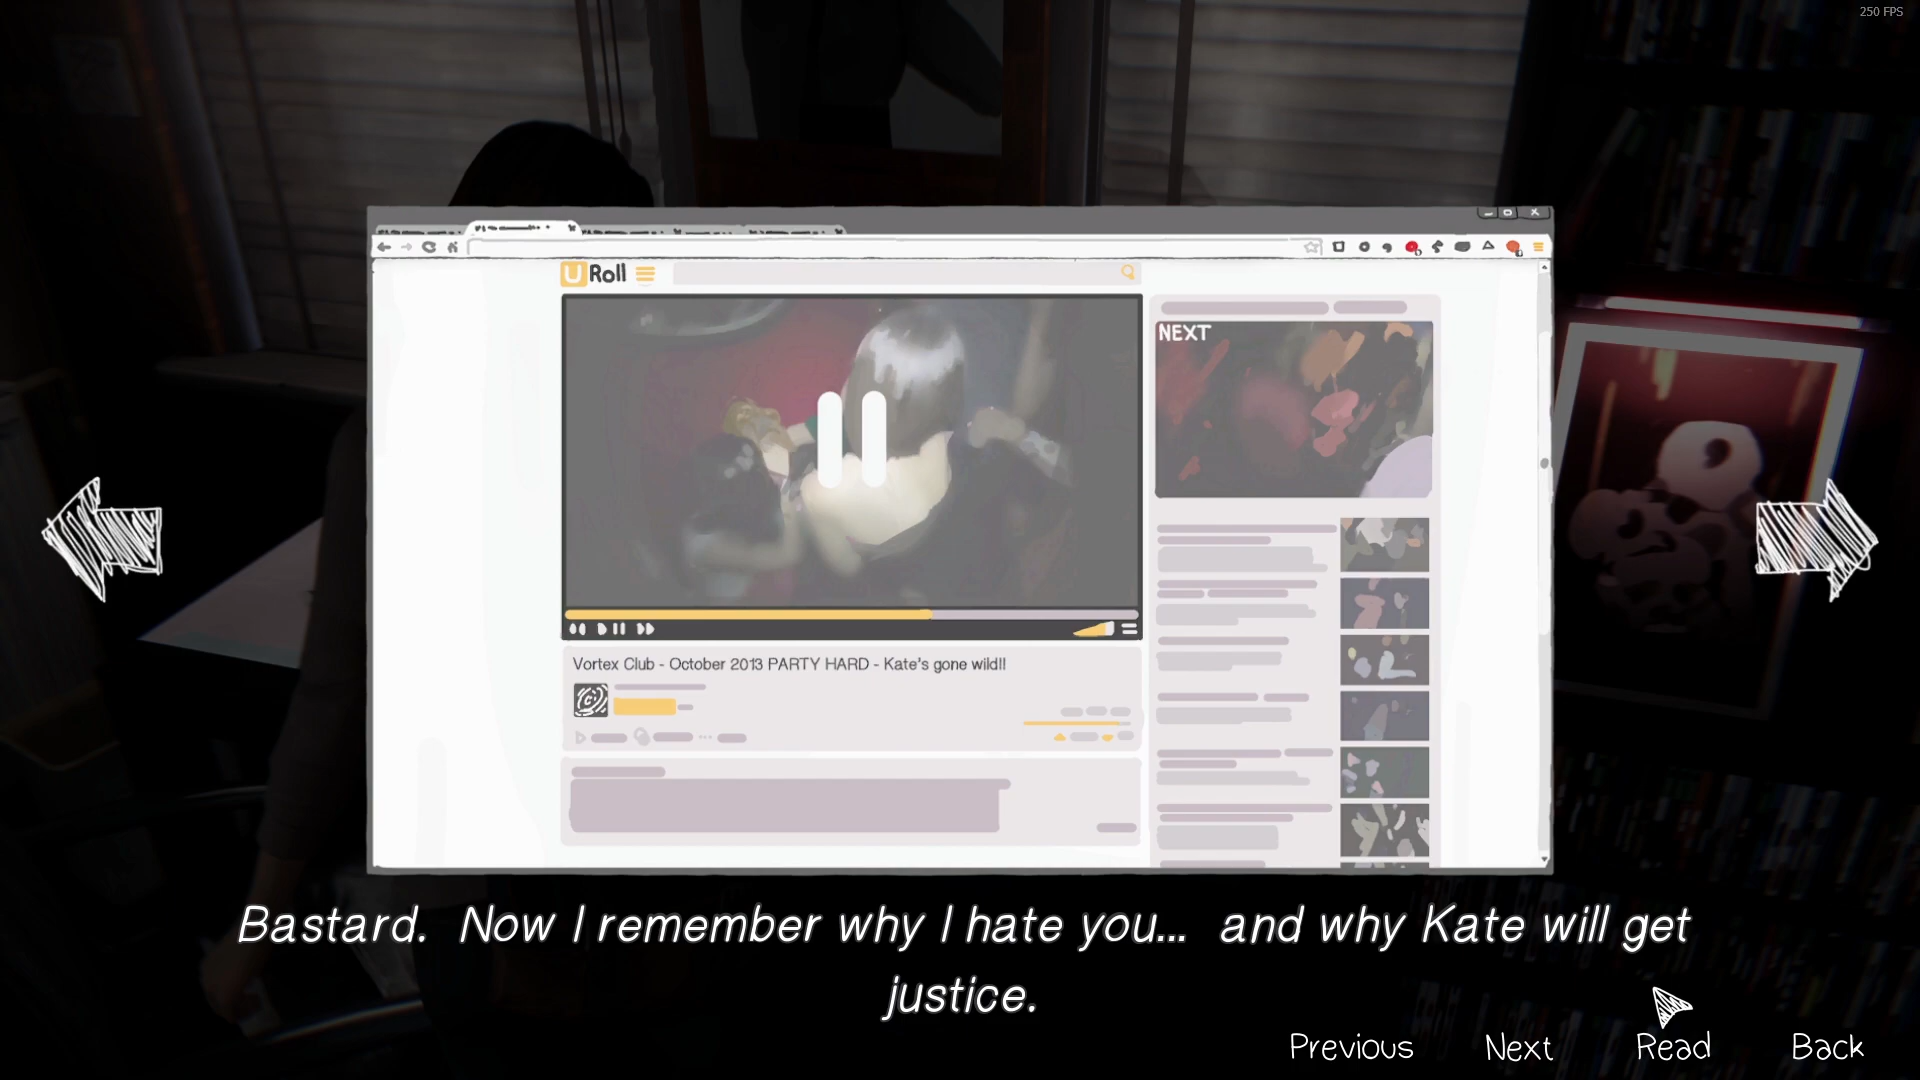 250 FPS
U Roll
NEXT
Vortex Club - October 2013 PARTY HARD - Kate's gone wild!!
Bastard. Now I remember why I hate you... and why Kate will get
justice.
Previous Next Read Back